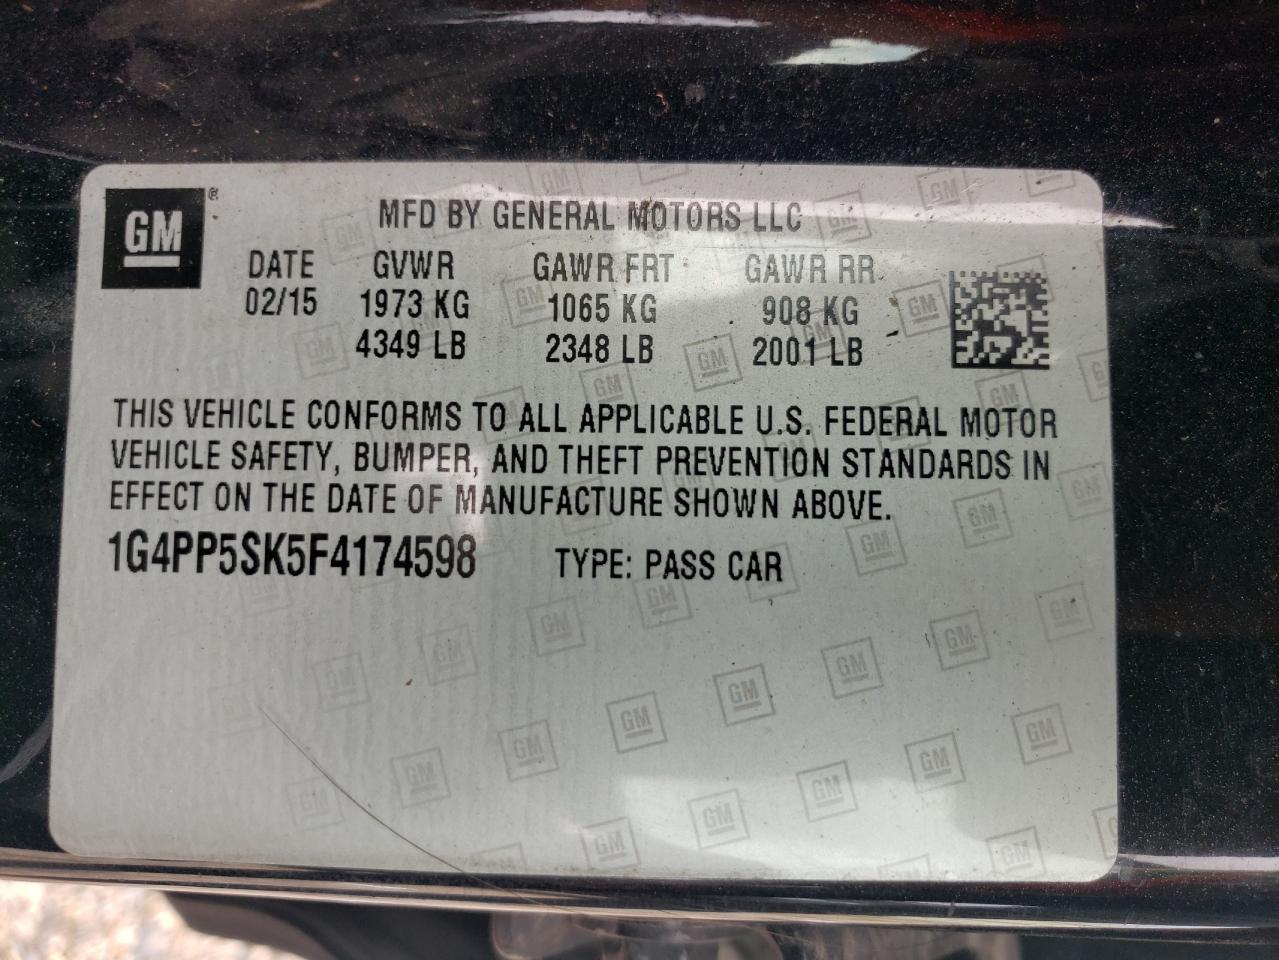 GM®
MFD BY GENERAL MOTORS LLC
DATE GVWR GAWR FRT GAWR RR
02/15 1973 KG 1065 KG 908 KG
4349 LB 2348 LB 2001 LB
THIS VEHICLE CONFORMS TO ALL APPLICABLE U.S. FEDERAL MOTOR
VEHICLE SAFETY, BUMPER, AND THEFT PREVENTION STANDARDS IN
EFFECT ON THE DATE OF MANUFACTURE SHOWN ABOVE.
1G4PP5SK5F4174598 TYPE: PASS CAR